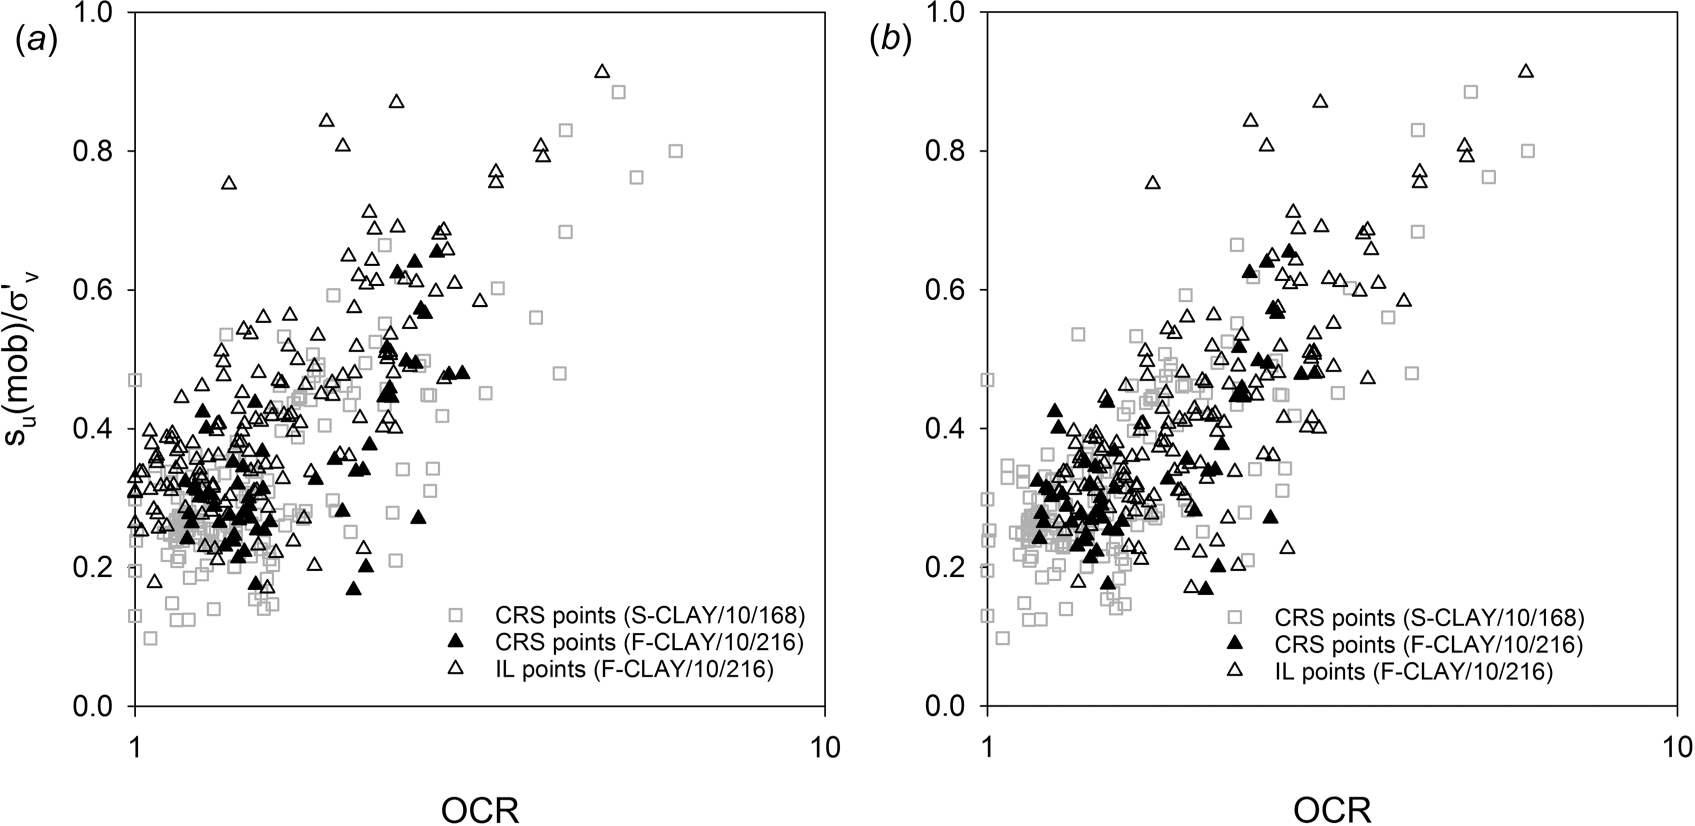 (a)
1.0
0.8
0.6
0.4
0.2
0.0
su(mob)/σ'v
CRS points (S-CLAY/10/168)
CRS points (F-CLAY/10/216)
IL points (F-CLAY/10/216)
1
10
OCR
(b)
1.0
0.8
0.6
0.4
0.2
0.0
CRS points (S-CLAY/10/168)
CRS points (F-CLAY/10/216)
IL points (F-CLAY/10/216)
1
10
OCR